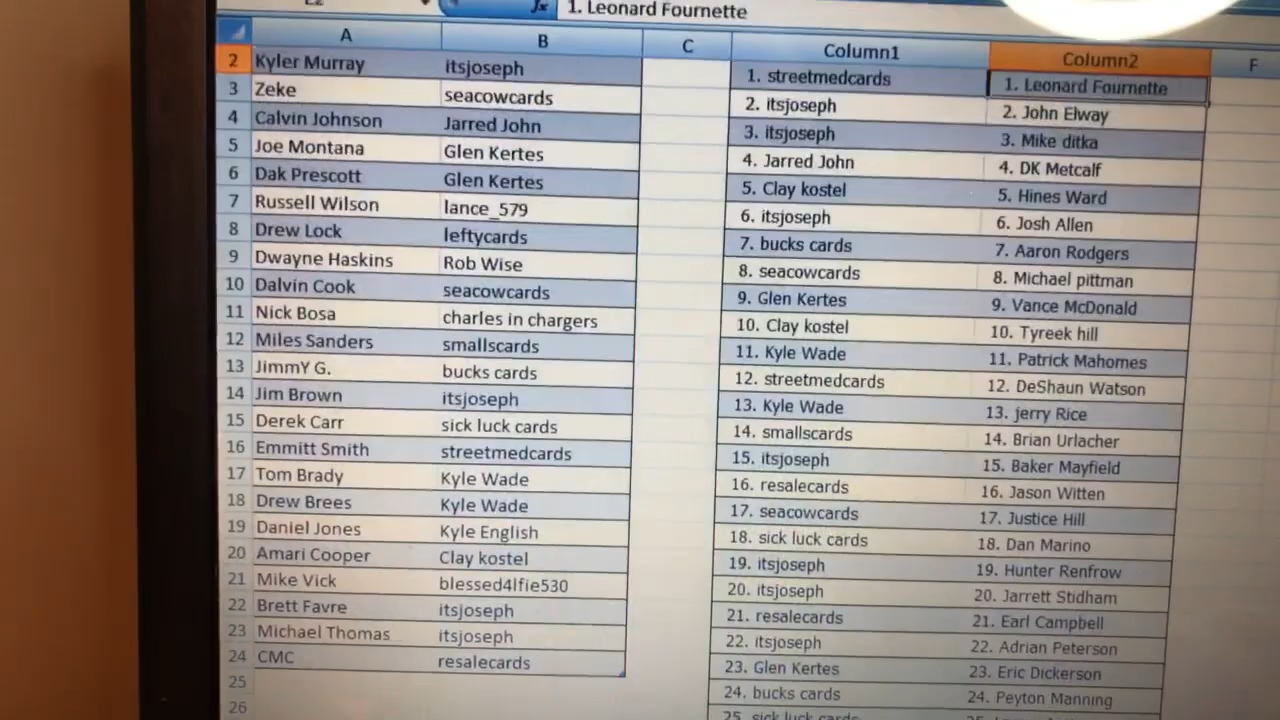 fx 1. Leonard Fournette
A B C Column1 Column2 F
2 Kyler Murray itsjoseph 1. streetmedcards 1. Leonard Fournette
3 Zeke seacowcards 2. itsjoseph 2. John Elway
4 Calvin Johnson Jarred John 3. itsjoseph 3. Mike ditka
5 Joe Montana Glen Kertes 4. Jarred John 4. DK Metcalf
6 Dak Prescott Glen Kertes 5. Clay kostel 5. Hines Ward
7 Russell Wilson lance_579 6. itsjoseph 6. Josh Allen
8 Drew Lock leftycards 7. bucks cards 7. Aaron Rodgers
9 Dwayne Haskins Rob Wise 8. seacowcards 8. Michael pittman
10 Dalvin Cook seacowcards 9. Glen Kertes 9. Vance McDonald
11 Nick Bosa charles in chargers 10. Clay kostel 10. Tyreek hill
12 Miles Sanders smallscards 11. Kyle Wade 11. Patrick Mahomes
13 JimmY G. bucks cards 12. streetmedcards 12. DeShaun Watson
14 Jim Brown itsjoseph 13. Kyle Wade 13. jerry Rice
15 Derek Carr sick luck cards 14. smallscards 14. Brian Urlacher
16 Emmitt Smith streetmedcards 15. itsjoseph 15. Baker Mayfield
17 Tom Brady Kyle Wade 16. resalecards 16. Jason Witten
18 Drew Brees Kyle Wade 17. seacowcards 17. Justice Hill
19 Daniel Jones Kyle English 18. sick luck cards 18. Dan Marino
20 Amari Cooper Clay kostel 19. itsjoseph 19. Hunter Renfrow
21 Mike Vick blessed4lfie530 20. itsjoseph 20. Jarrett Stidham
22 Brett Favre itsjoseph 21. resalecards 21. Earl Campbell
23 Michael Thomas itsjoseph 22. itsjoseph 22. Adrian Peterson
24 CMC resalecards 23. Glen Kertes 23. Eric Dickerson
25 24. bucks cards 24. Peyton Manning
26 25. sick luck cards